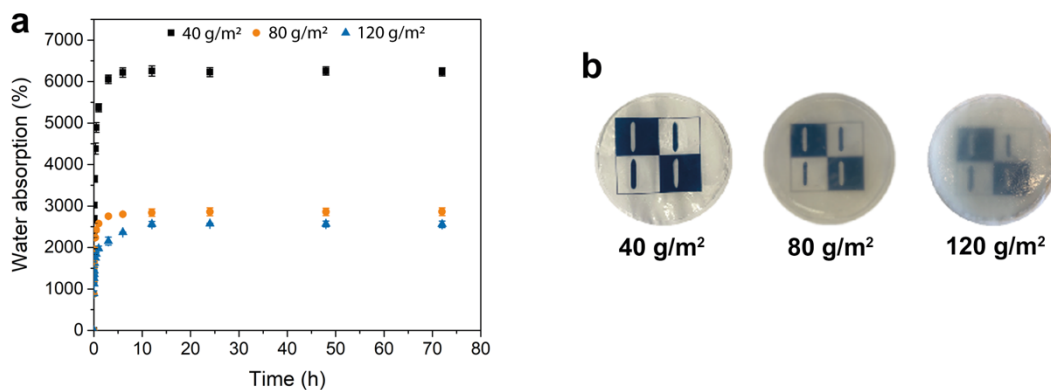 a
40 g/m² 80 g/m² 120 g/m²
7000
6000
5000
4000
3000
2000
1000
0
Water absorption (%)
0 10 20 30 40 50 60 70 80
Time (h)
b
40 g/m² 80 g/m² 120 g/m²